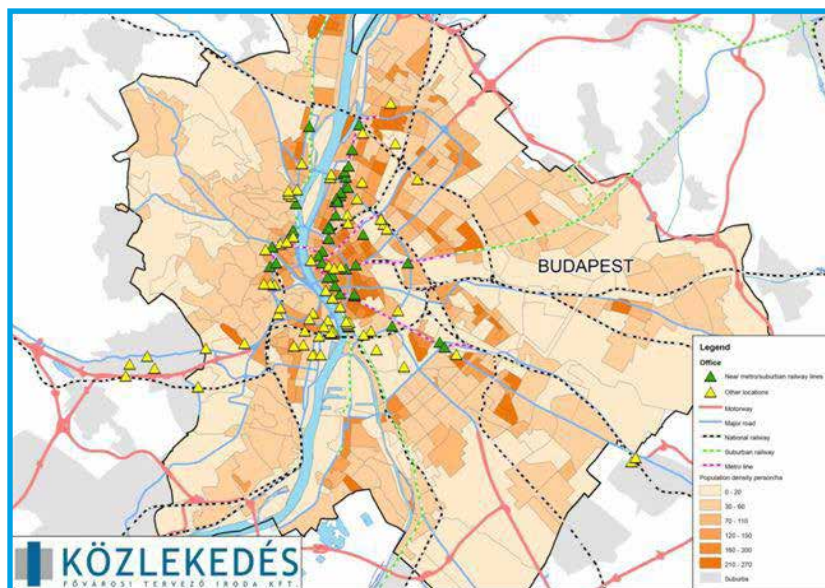 BUDAPEST
Legend
Office
Near metro/suburban railway lines
Other locations
Motorway
Major road
National railway
Suburban railway
Metro line
Population density person/ha
0 - 20
30 - 60
70 - 110
120 - 150
160 - 200
210 - 270
Suburbs
KÖZLEKEDÉS
FŐVÁROSI TERVEZŐ IRODA KFT.